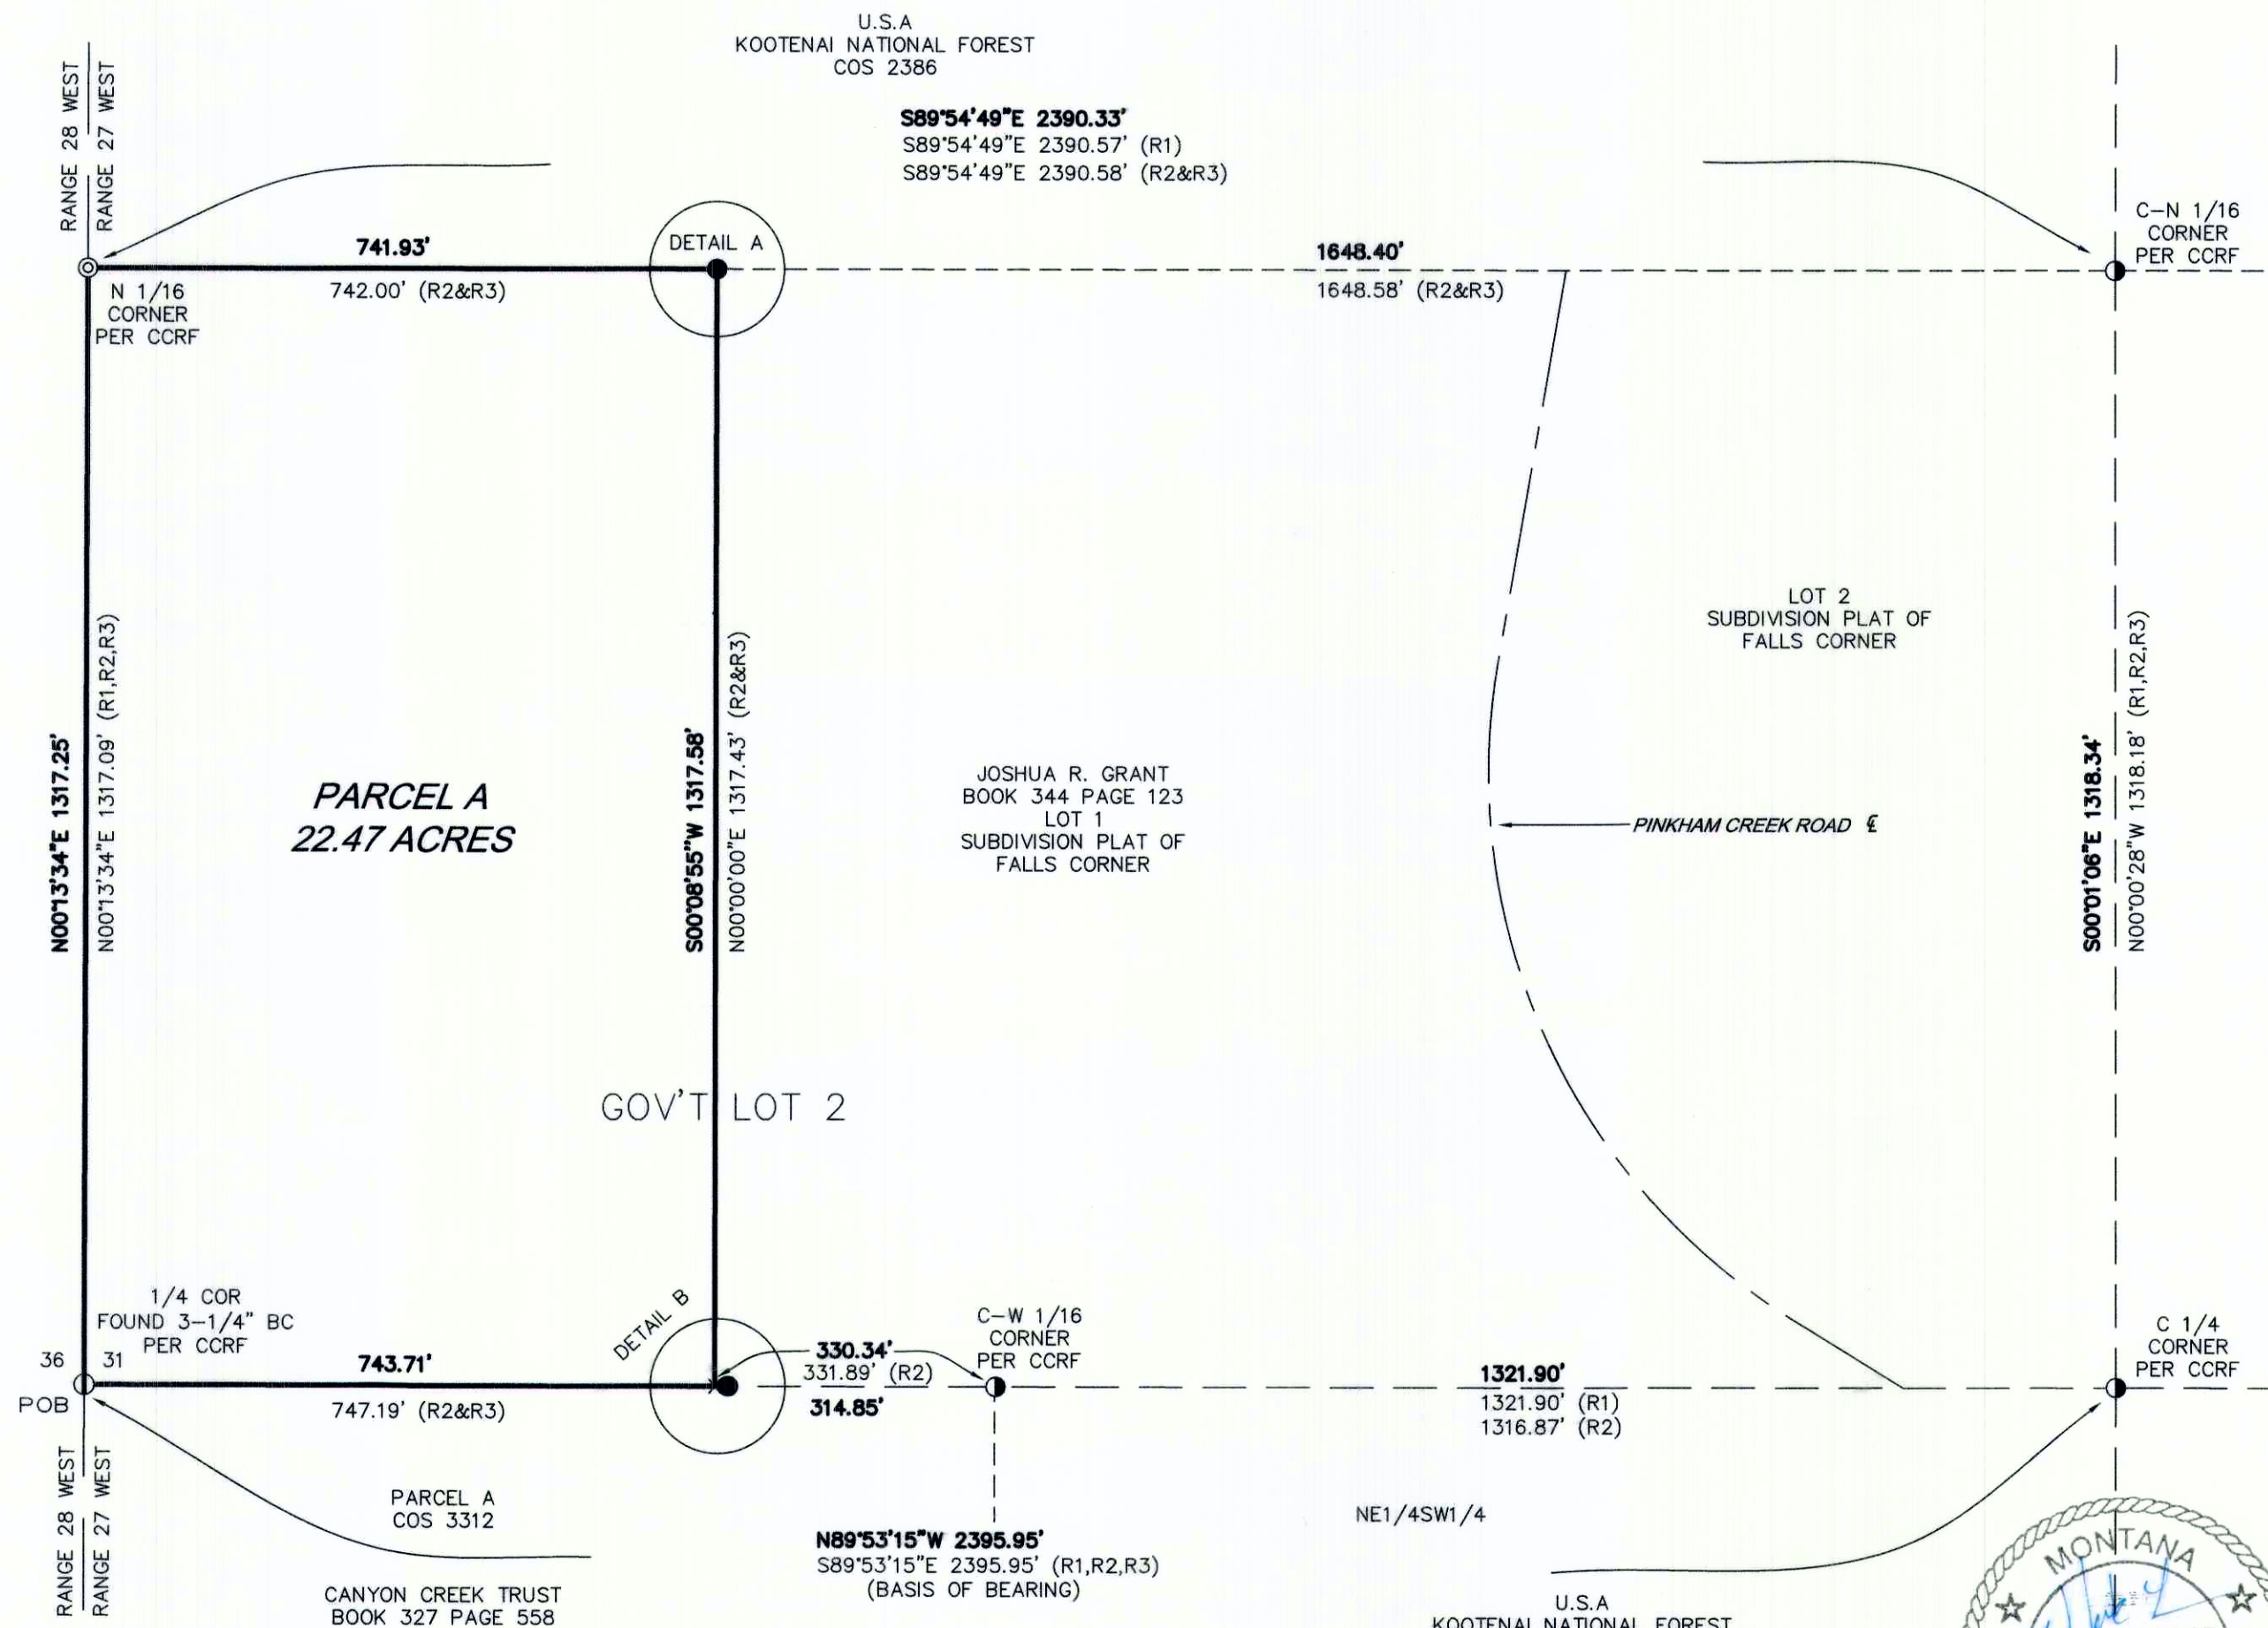 U.S.A
KOOTENAI NATIONAL FOREST
COS 2386
RANGE 28 WEST
RANGE 27 WEST
S89°54'49"E 2390.33'
S89°54'49"E 2390.57' (R1)
S89°54'49"E 2390.58' (R2&R3)
C-N 1/16
CORNER
PER CCRF
741.93'
DETAIL A
1648.40'
742.00' (R2&R3)
1648.58' (R2&R3)
N 1/16
CORNER
PER CCRF
LOT 2
SUBDIVISION PLAT OF
FALLS CORNER
N00°13'34"E 1317.25'
N00°13'34"E 1317.09' (R1,R2,R3)
PARCEL A
22.47 ACRES
S00°08'55"W 1317.58'
N00°00'00"E 1317.43' (R2&R3)
JOSHUA R. GRANT
BOOK 344 PAGE 123
LOT 1
SUBDIVISION PLAT OF
FALLS CORNER
PINKHAM CREEK ROAD ℄
S00°01'06"E 1318.34'
N00°00'28"W 1318.18' (R1,R2,R3)
GOV'T LOT 2
1/4 COR
FOUND 3-1/4" BC
PER CCRF
36 31
POB
743.71'
747.19' (R2&R3)
DETAIL B
330.34'
331.89' (R2)
314.85'
C-W 1/16
CORNER
PER CCRF
1321.90'
1321.90' (R1)
1316.87' (R2)
C 1/4
CORNER
PER CCRF
RANGE 28 WEST
RANGE 27 WEST
PARCEL A
COS 3312
CANYON CREEK TRUST
BOOK 327 PAGE 558
N89°53'15"W 2395.95'
S89°53'15"E 2395.95' (R1,R2,R3)
(BASIS OF BEARING)
NE1/4SW1/4
U.S.A
KOOTENAI NATIONAL FOREST
MONTANA